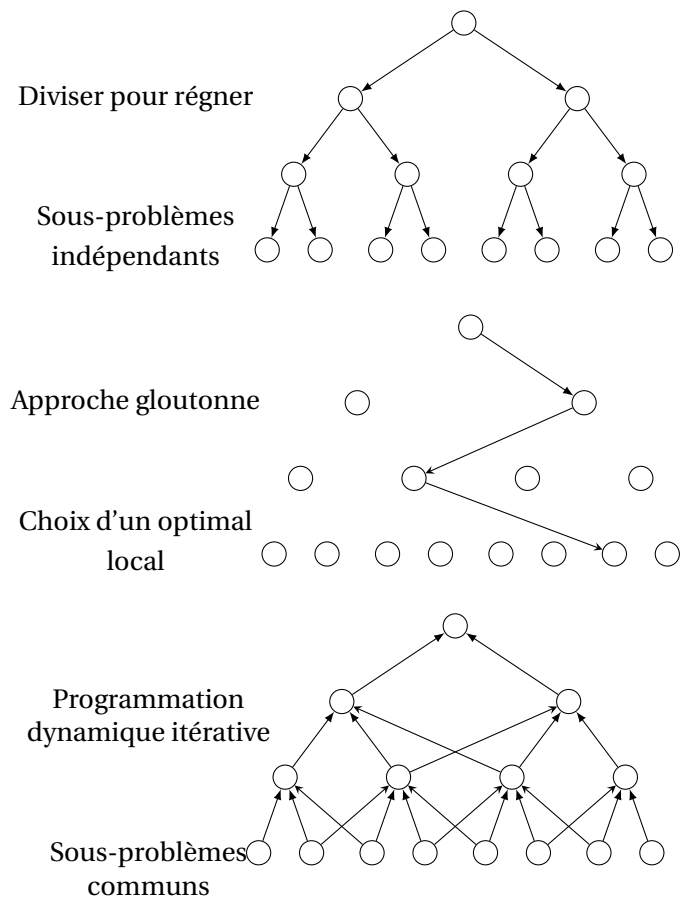 Diviser pour régner
Sous-problèmes
indépendants
Approche gloutonne
Choix d'un optimal
local
Programmation
dynamique itérative
Sous-problèmes
communs